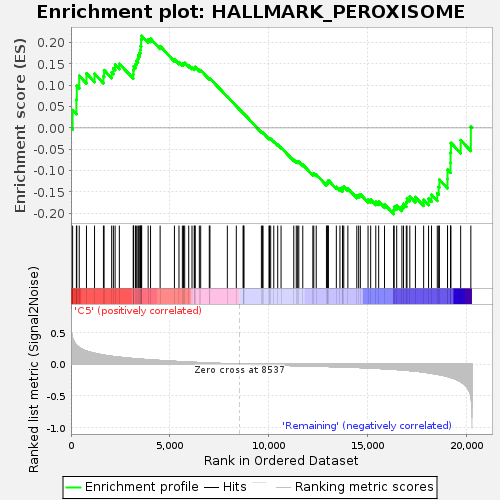 Enrichment plot: HALLMARK_PEROXISOME
Enrichment score (ES)
0.20
0.15
0.10
0.05
0.00
-0.05
-0.10
-0.15
-0.20
'C5' (positively correlated)
Ranked list metric (Signal2Noise)
0.5
0.0
-0.5
-1.0
Zero cross at 8537
'Remaining' (negatively correlated)
0
5,000
10,000
15,000
20,000
Rank in Ordered Dataset
Enrichment profile
Hits
Ranking metric scores